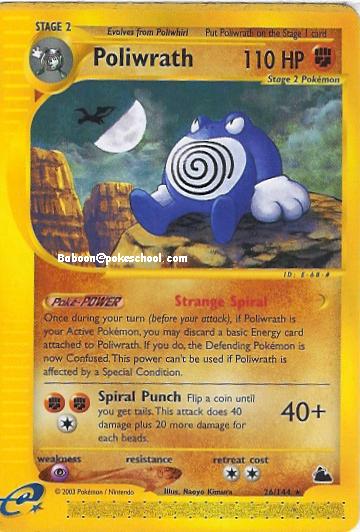 STAGE 2
Evolves from Poliwhirl
Put Poliwrath on the Stage 1 card
Poliwrath
110 HP
Stage 2 Pokémon
Baboon@pokeschool.com
ID: E-68-#
Poké-POWER
Strange Spiral
Once during your turn (before your attack), if Poliwrath is
your Active Pokémon, you may discard a basic Energy card
attached to Poliwrath. If you do, the Defending Pokémon is
now Confused. This power can't be used if Poliwrath is
affected by a Special Condition.
Spiral Punch Flip a coin until
you get tails. This attack does 40
damage plus 20 more damage for
each heads.
40+
weakness
resistance
retreat cost
© 2003 Pokémon / Nintendo
Illus. Naoyo Kimura
26/144 ★
e